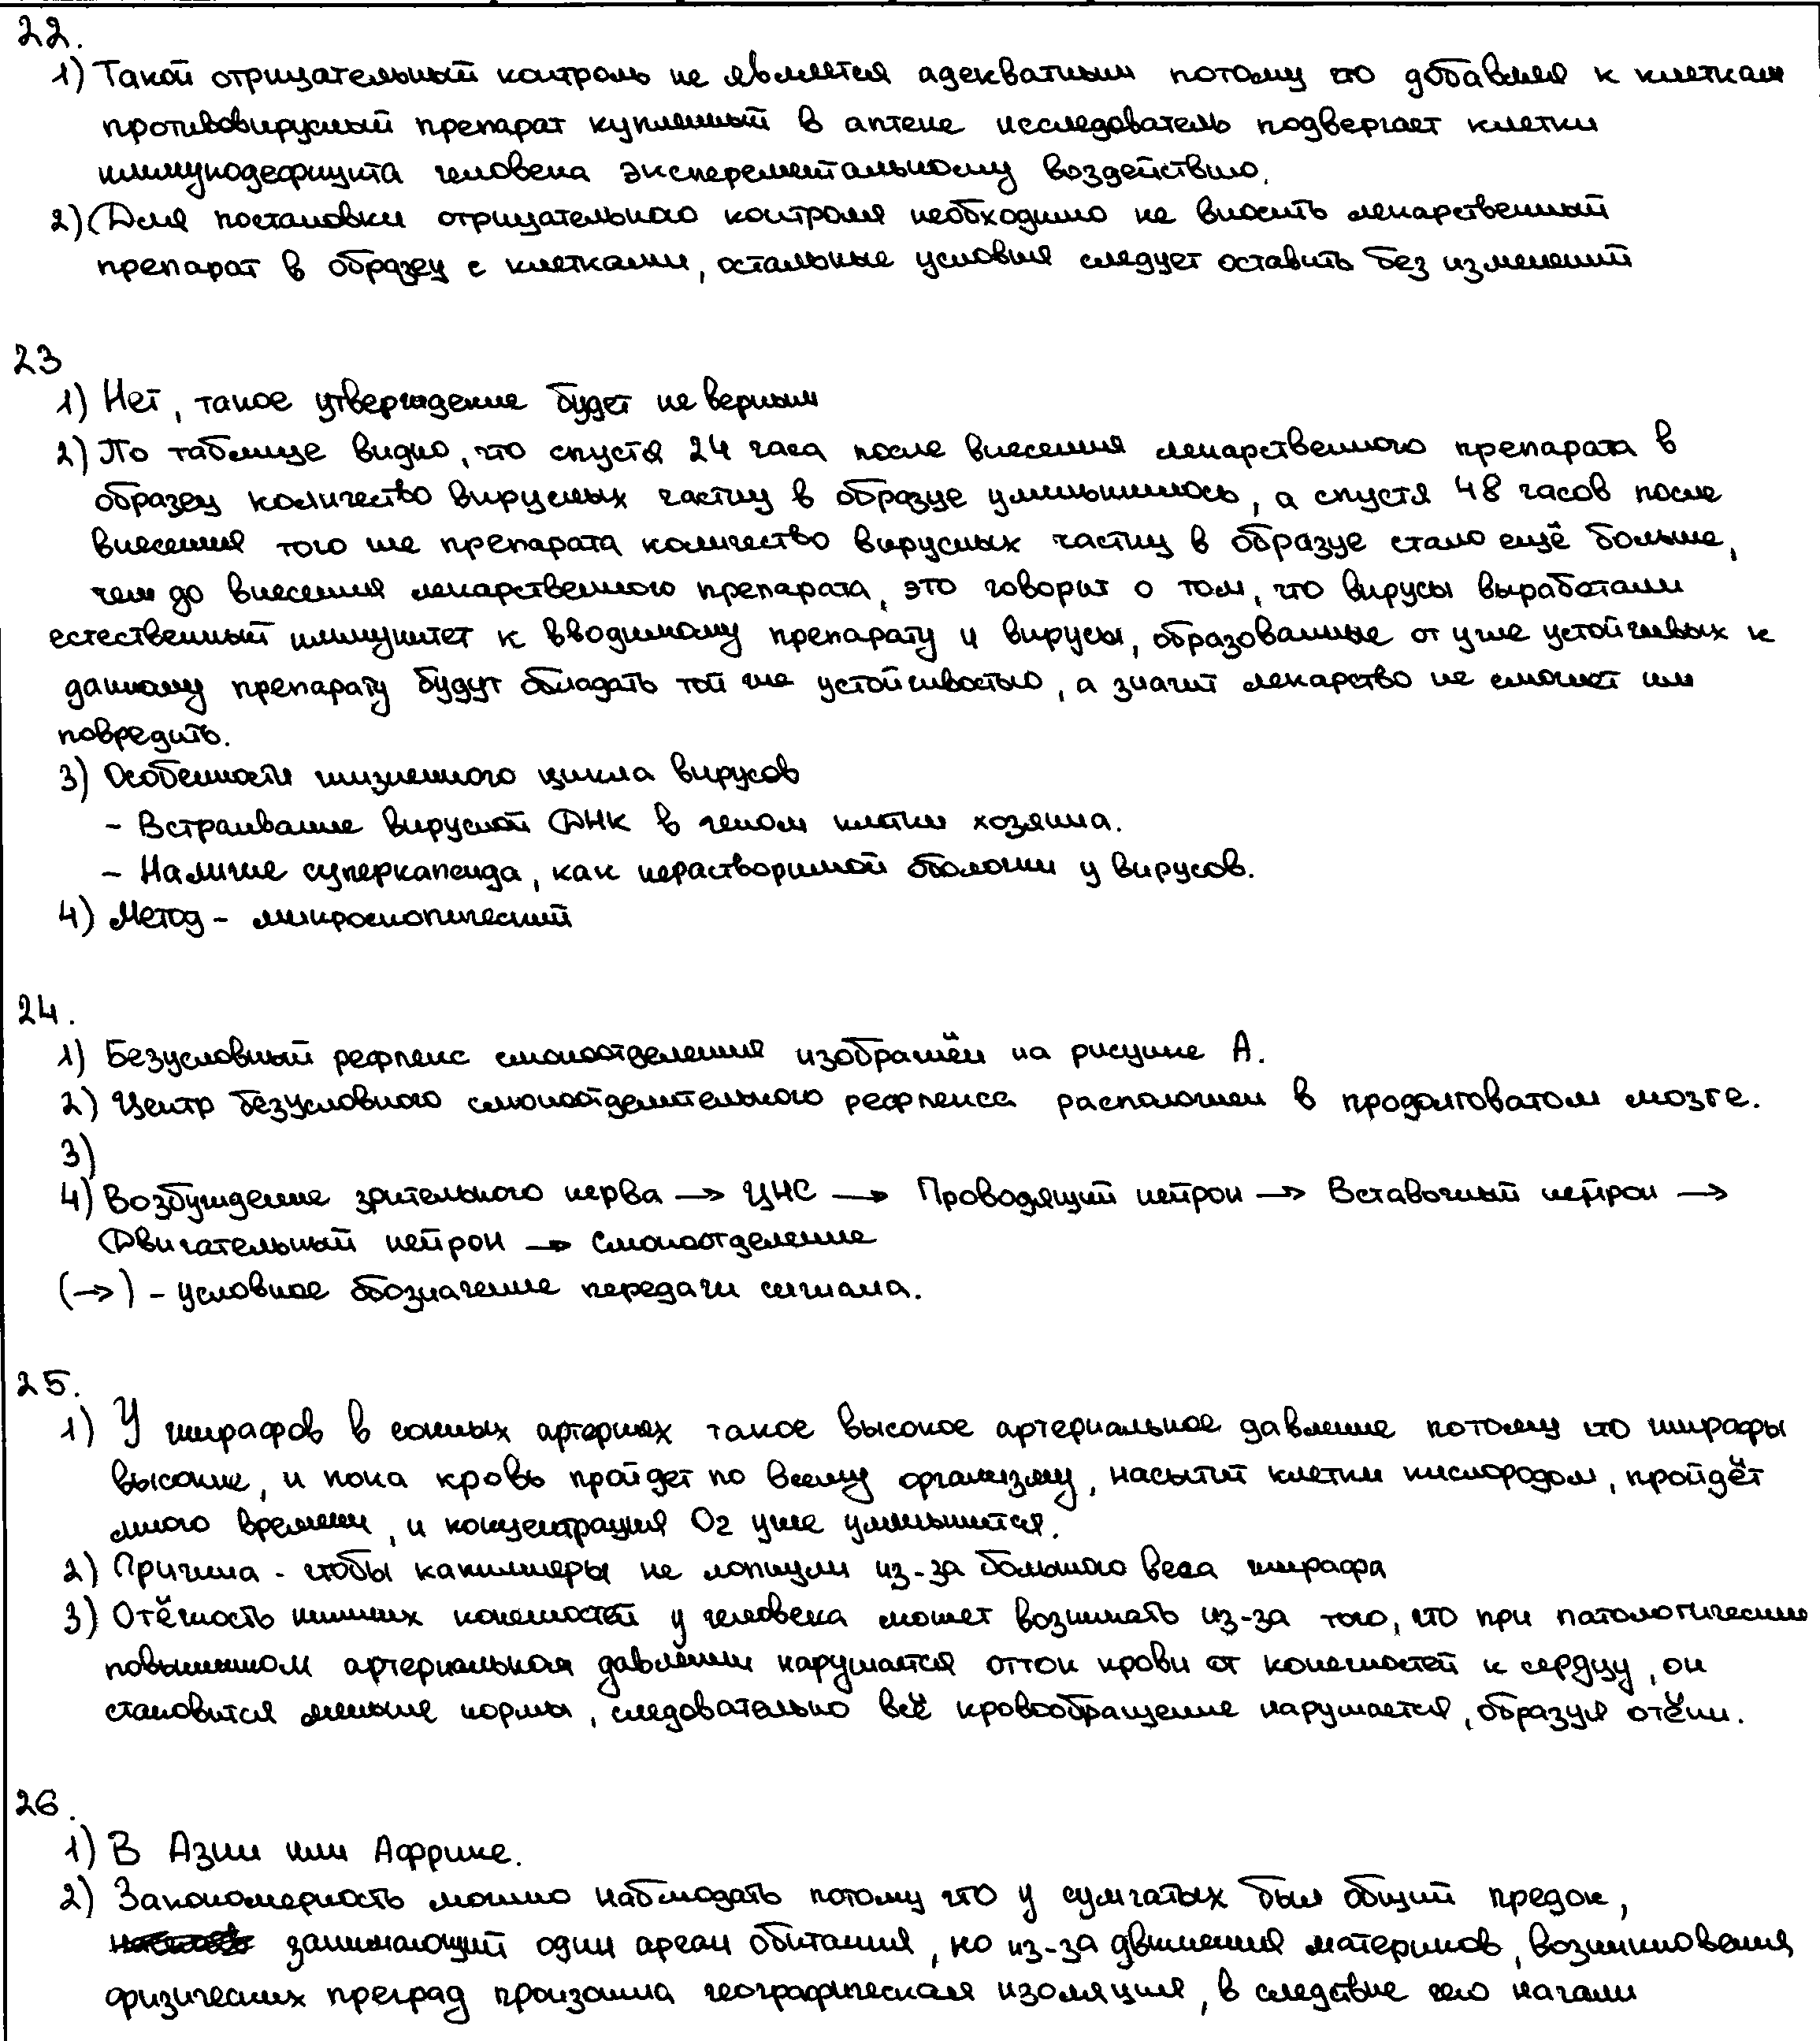 22.
1) Такой отрицательный контроль не является адекватным потому что добавляя к клеткам
противовирусный препарат купленный в аптеке исследователь подвергает клетки
иммунодефицита человека эксперементальному воздействию.
2) Для постановки отрицательного контроля необходимо не вносить лекарственный
препарат в образец с клетками, остальные условия следует оставить без изменений
23
1) Нет, такое утверждение будет не верным
2) По таблице видно, что спустя 24 часа после внесения лекарственного препарата в
образец количество вирусных частиц в образце уменьшилось, а спустя 48 часов после
внесения того же препарата количество вирусных частиц в образце стало ещё больше,
чем до внесения лекарственного препарата, это говорит о том, что вирусы выработали
естественный иммунитет к вводимому препарату и вирусы, образованные от уже устойчивых к
данному препарату будут обладать той же устойчивостью, а значит лекарство не сможет им
повредить.
3) Особенности жизненного цикла вирусов
- Встраивание вирусной ДНК в геном клетки хозяина.
- Наличие суперкапсида, как нерастворимой оболочки у вирусов.
4) Метод - микроскопический
24.
1) Безусловный рефлекс слюноотделения изображён на рисунке А.
2) Центр безусловного слюноотделительного рефлекса расположен в продолговатом мозге.
3)
4) Возбуждение зрительного нерва → ЦНС → Проводящий нейрон → Вставочный нейрон →
Двигательный нейрон → Слюноотделение
(→) - условное обозначение передачи сигнала.
25.
1) У жирафов в сонных артериях такое высокое артериальное давление потому что жирафы
высокие, и пока кровь пройдет по всему организму, насытит клетки кислородом, пройдёт
много времени, и концентрация O2 уже уменьшится.
2) Причина - чтобы капилляры не лопнули из-за большого веса жирафа
3) Отёчность нижних конечностей у человека может возникать из-за того, что при патологически
повышенном артериальном давлении нарушается отток крови от конечностей к сердцу, он
становится меньше нормы, следовательно всё кровообращение нарушается, образуя отёки.
26.
1) В Азии или Африке.
2) Закономерность можно наблюдать потому что у сумчатых был общий предок,
занимающий один ареал обитания, но из-за движения материков, возникновения
физических преград произошла географическая изоляция, в следствие чего начали